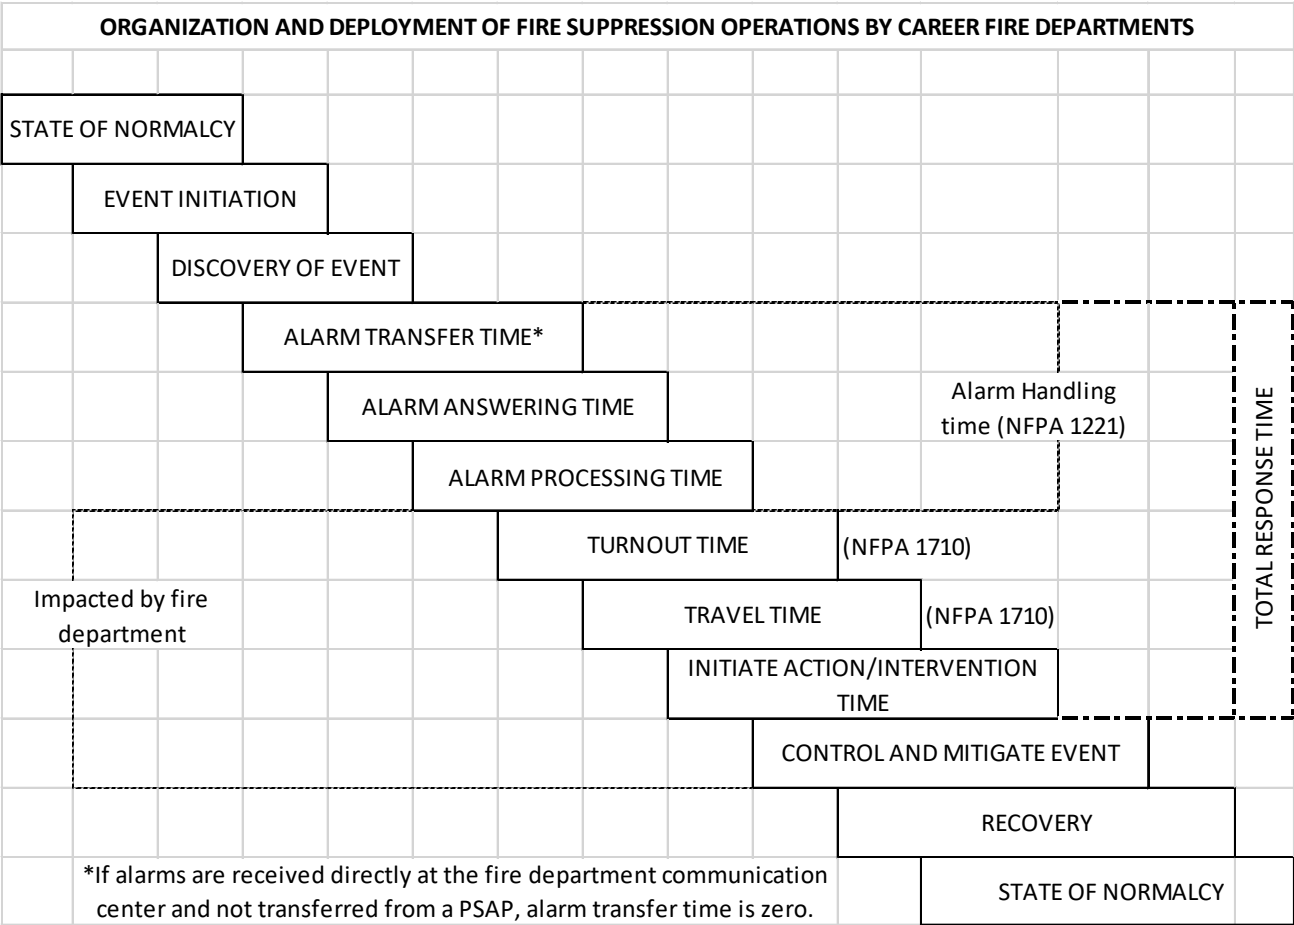 ORGANIZATION AND DEPLOYMENT OF FIRE SUPPRESSION OPERATIONS BY CAREER FIRE DEPARTMENTS
STATE OF NORMALCY
EVENT INITIATION
DISCOVERY OF EVENT
ALARM TRANSFER TIME*
ALARM ANSWERING TIME
Alarm Handling
time (NFPA 1221)
ALARM PROCESSING TIME
TOTAL RESPONSE TIME
TURNOUT TIME
(NFPA 1710)
Impacted by fire
department
TRAVEL TIME
(NFPA 1710)
INITIATE ACTION/INTERVENTION
TIME
CONTROL AND MITIGATE EVENT
RECOVERY
*If alarms are received directly at the fire department communication
center and not transferred from a PSAP, alarm transfer time is zero.
STATE OF NORMALCY